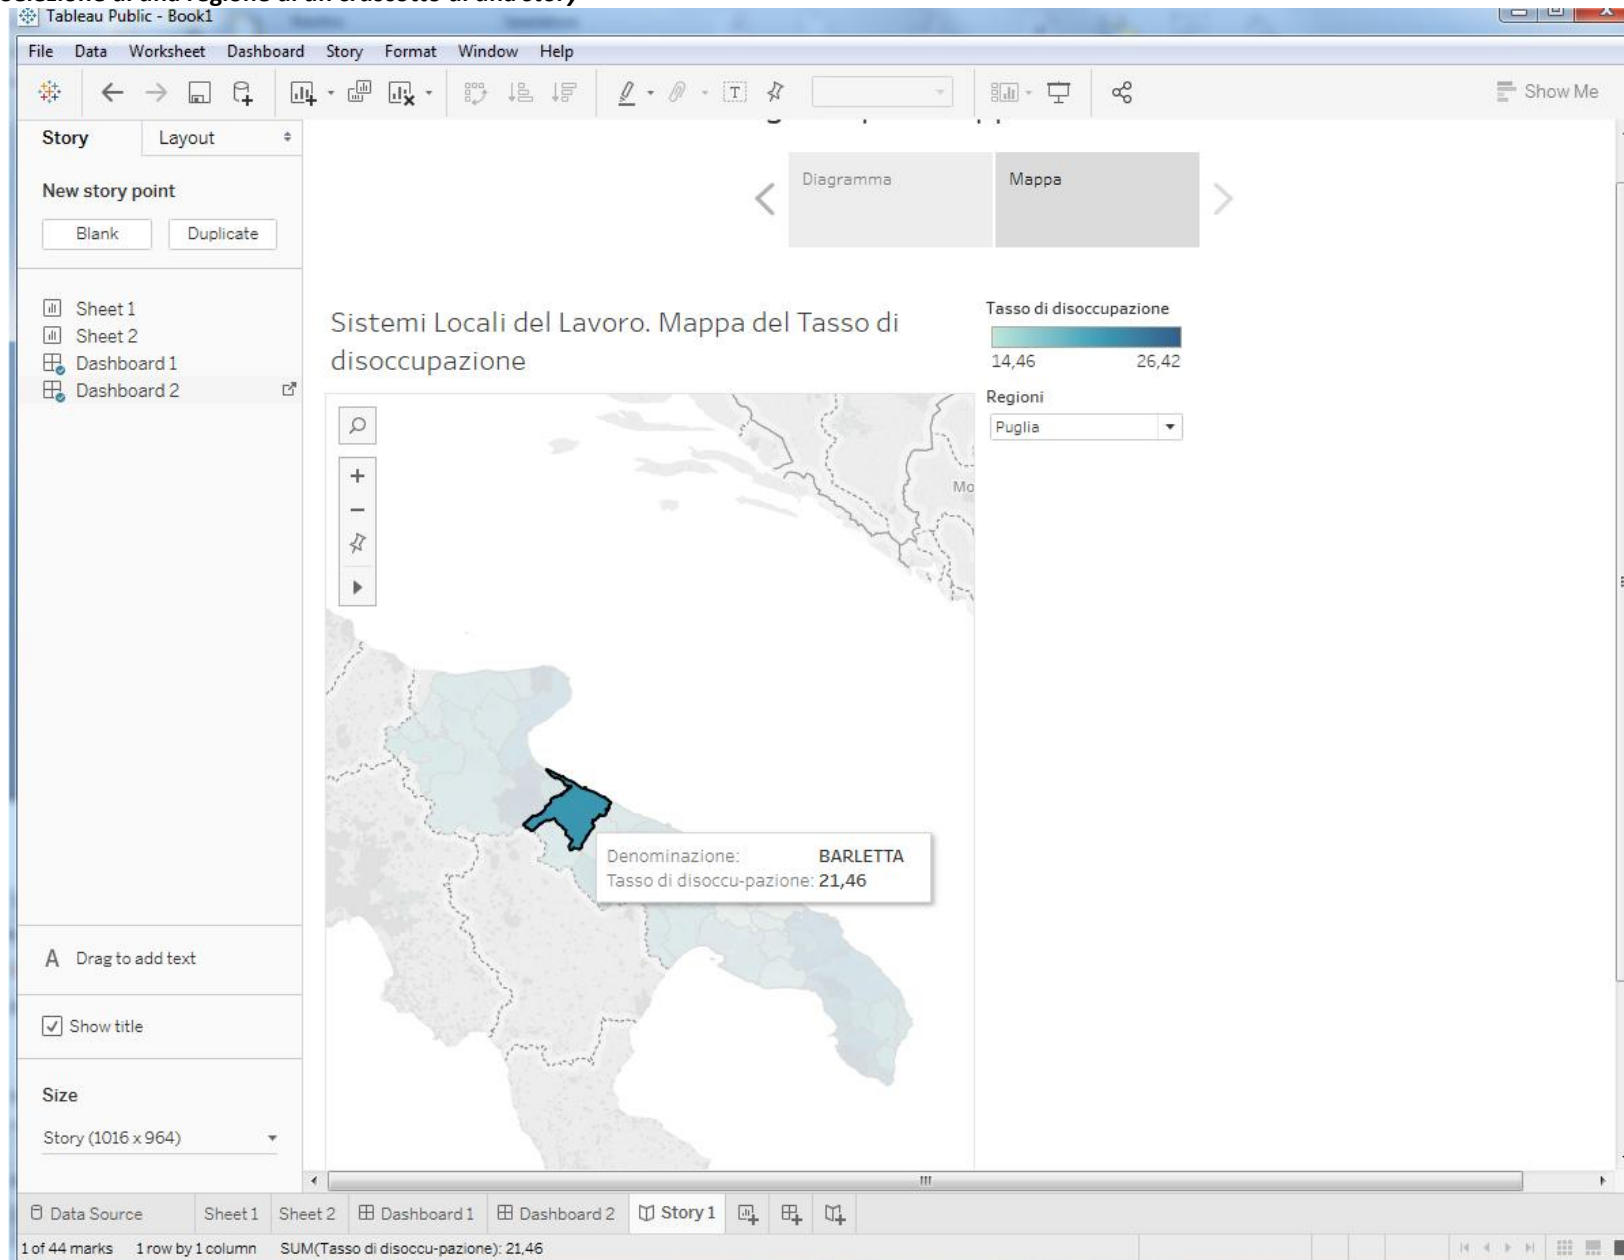 Tableau Public - Book1
File Data Worksheet Dashboard Story Format Window Help
Show Me
Story Layout
New story point
Blank Duplicate
Diagramma Mappa
Sheet 1
Sheet 2
Dashboard 1
Dashboard 2
Sistemi Locali del Lavoro. Mappa del Tasso di
disoccupazione
Tasso di disoccupazione
14,46 26,42
Regioni
Puglia
Mo
Denominazione: BARLETTA
Tasso di disoccu-pazione: 21,46
A Drag to add text
Show title
Size
Story (1016 x 964)
Data Source Sheet 1 Sheet 2 Dashboard 1 Dashboard 2 Story 1
1 of 44 marks 1 row by 1 column SUM(Tasso di disoccu-pazione): 21,46